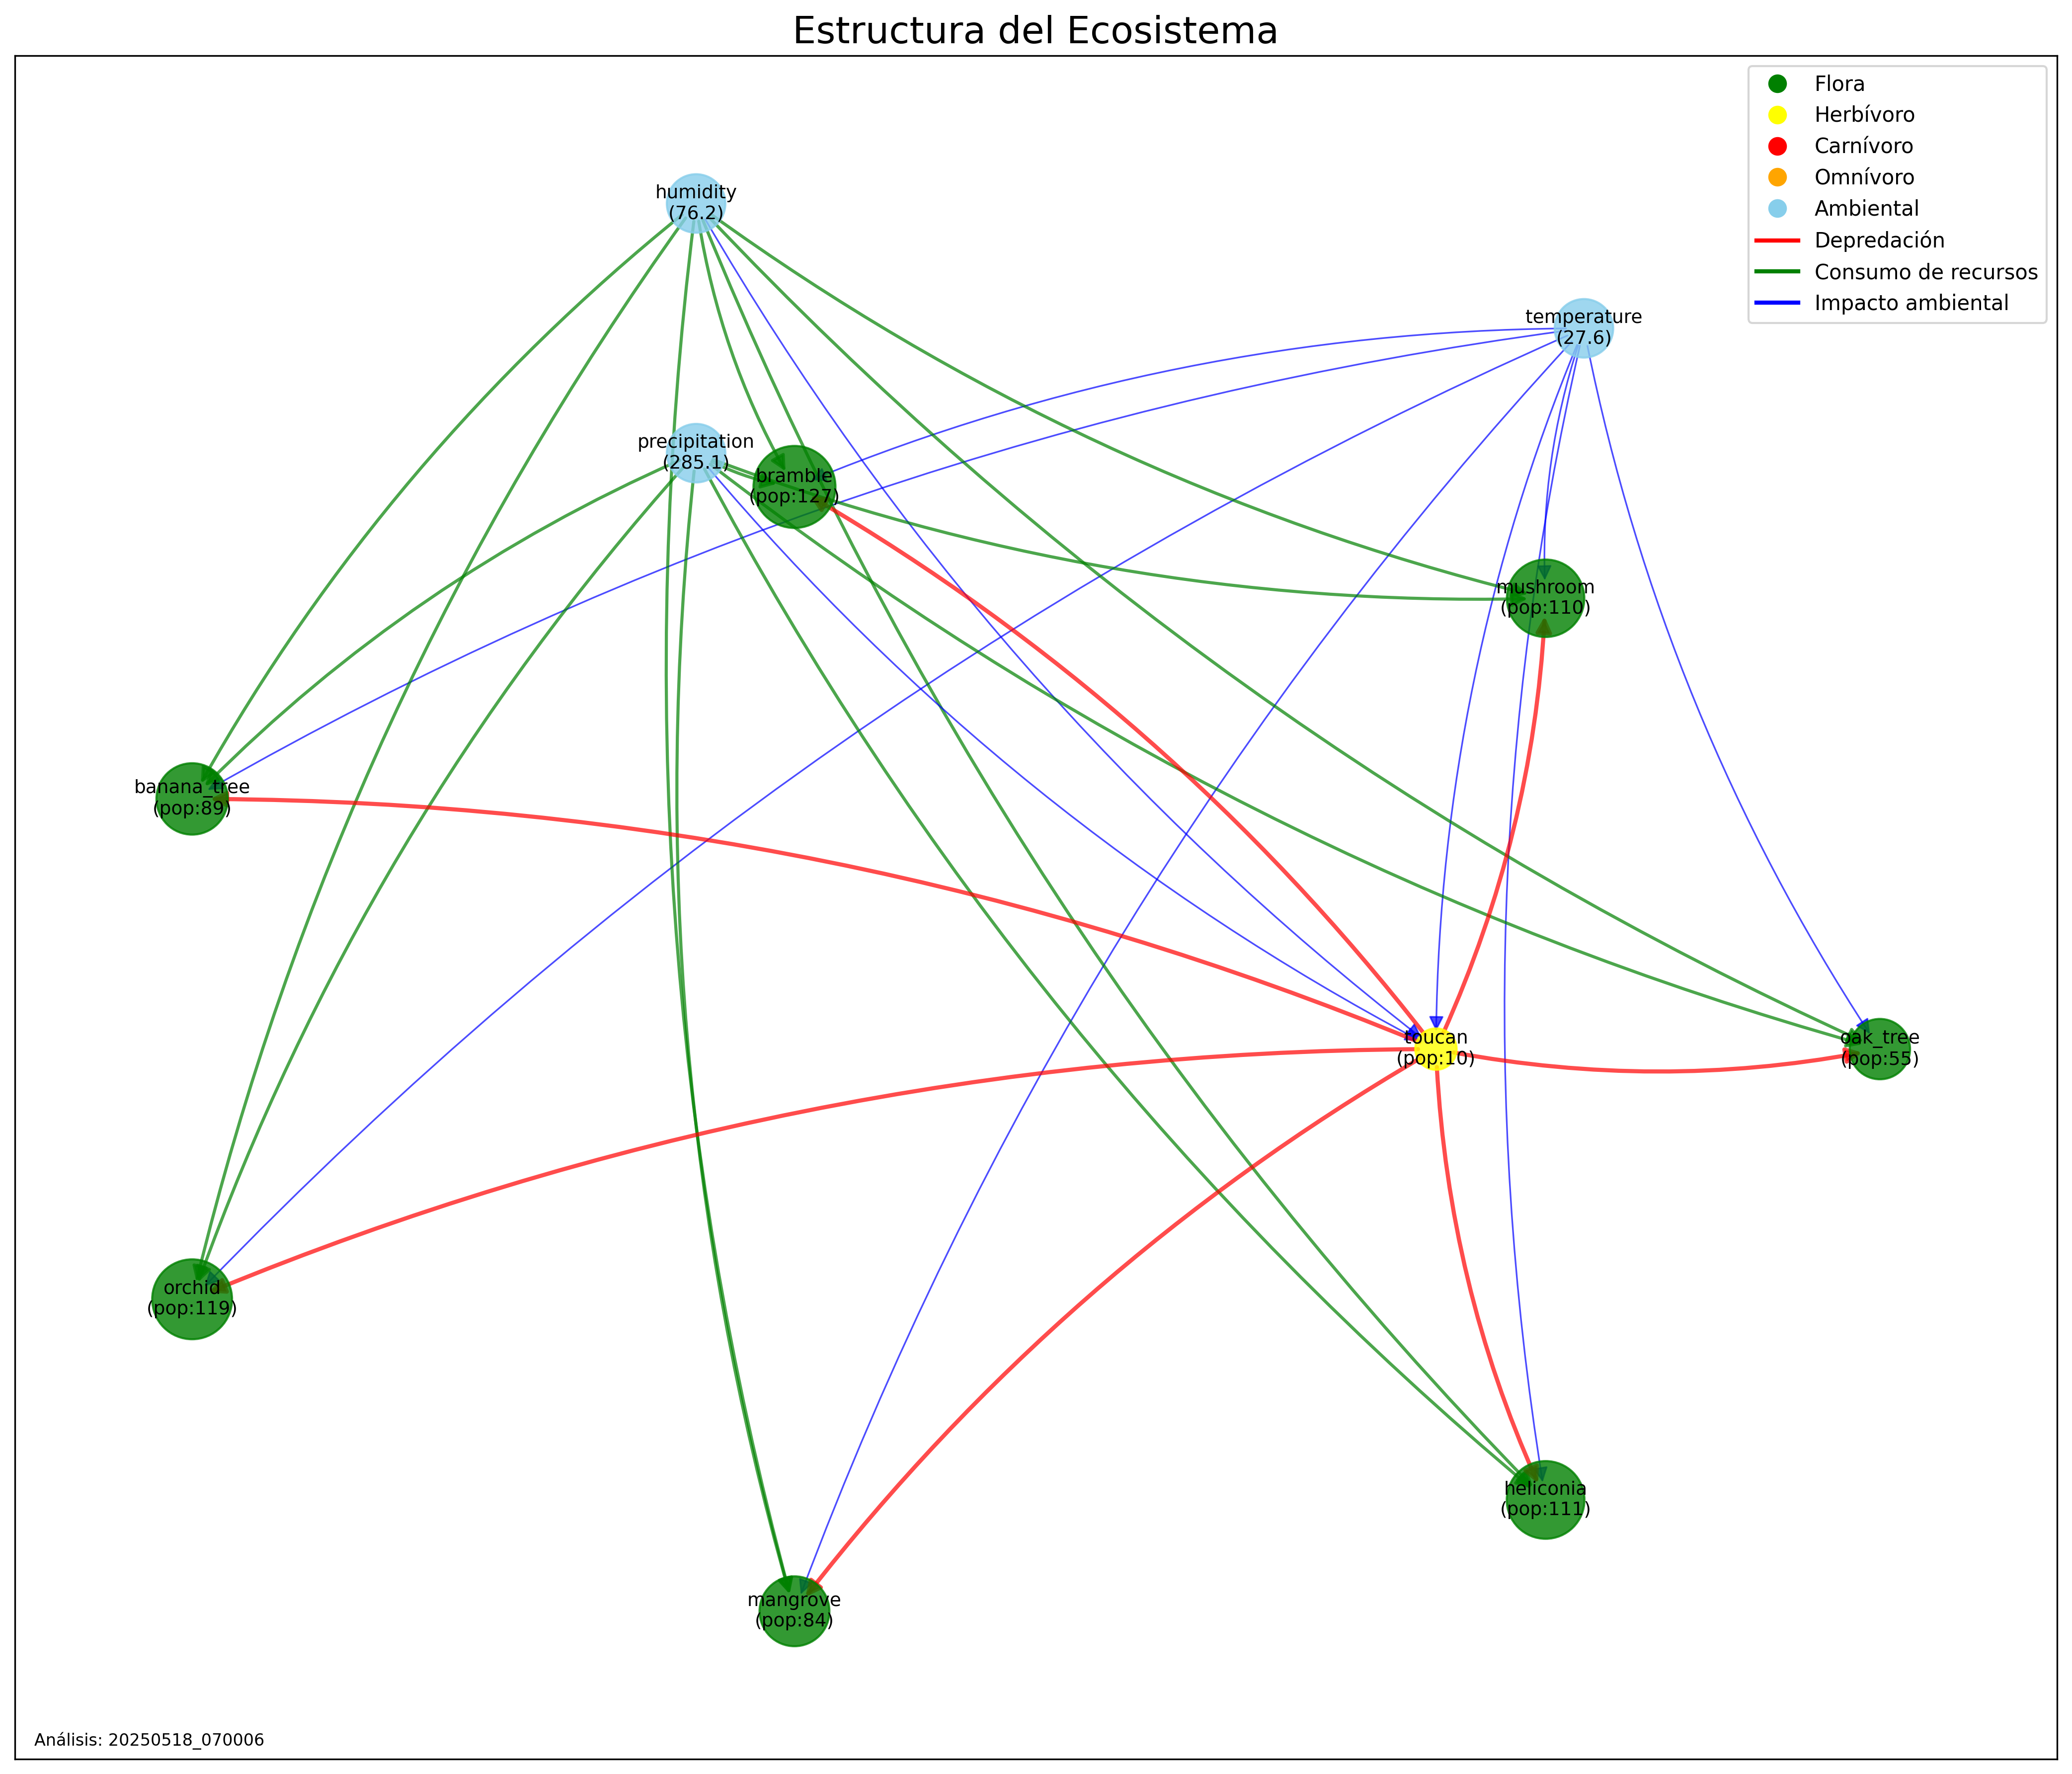 Estructura del Ecosistema
Flora
Herbívoro
Carnívoro
Omnívoro
Ambiental
Depredación
Consumo de recursos
Impacto ambiental
humidity
(76.2)
temperature
(27.6)
precipitation
(285.1)
bramble
(pop:127)
mushroom
(pop:110)
banana_tree
(pop:89)
toucan
(pop:10)
oak_tree
(pop:55)
orchid
(pop:119)
heliconia
(pop:111)
mangrove
(pop:84)
Análisis: 20250518_070006